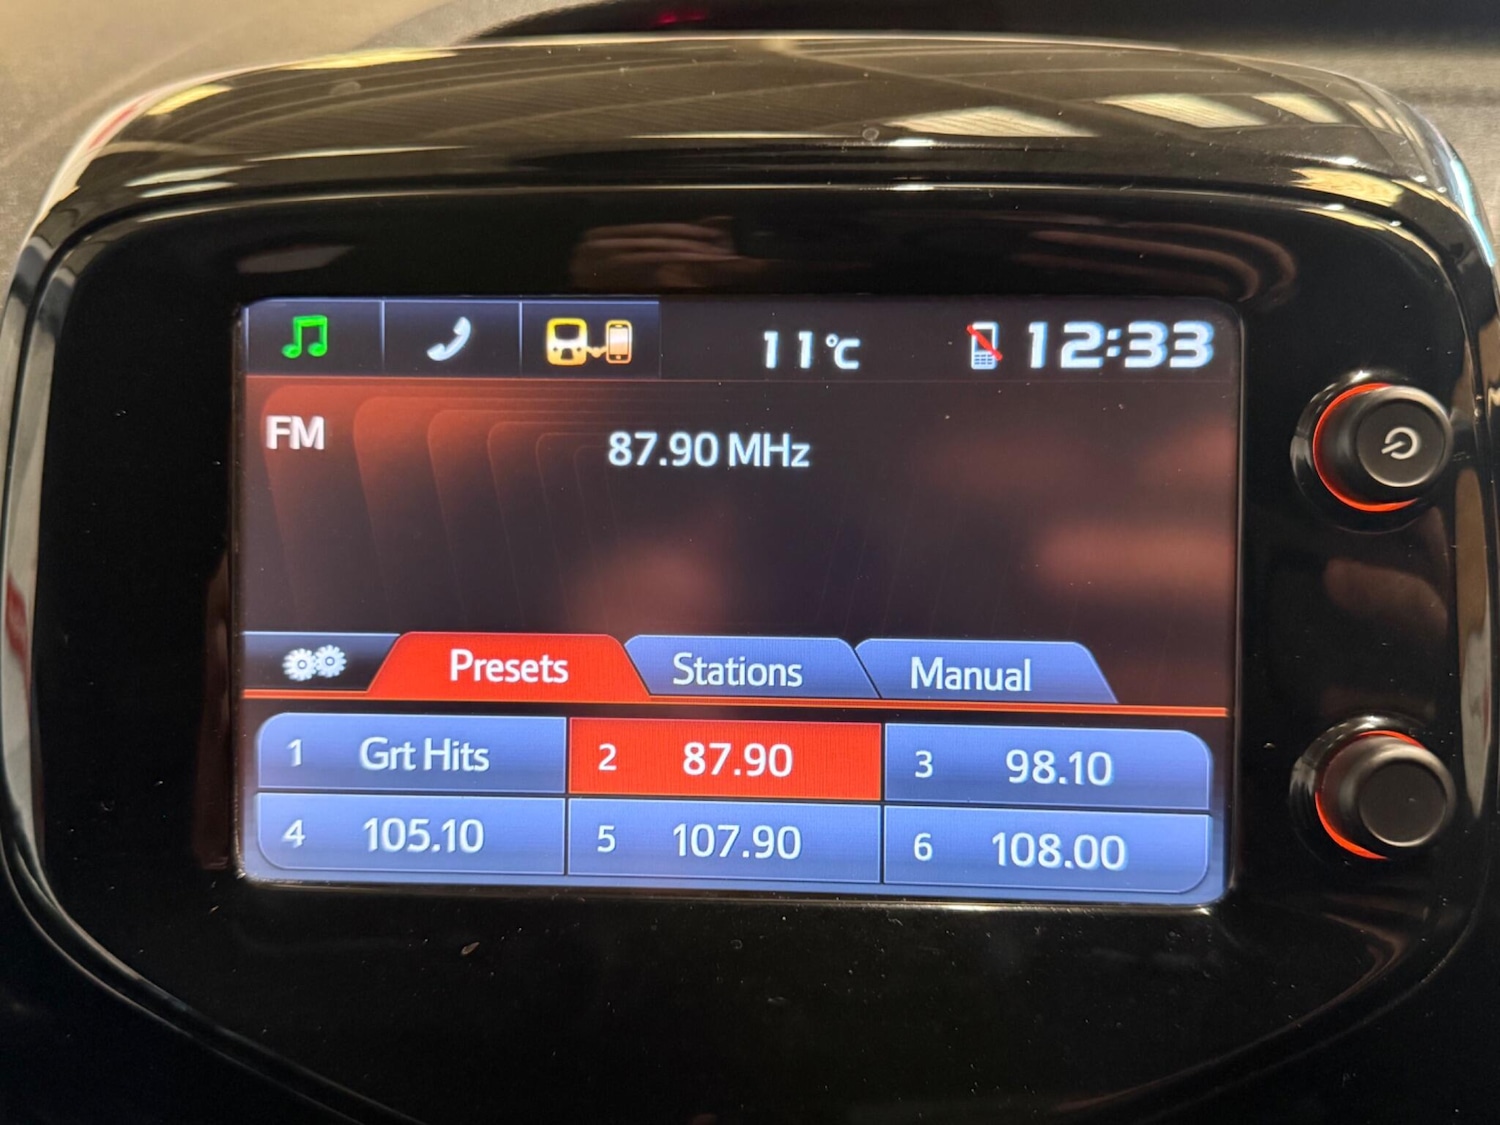 11°C 12:33
FM
87.90 MHz
Presets Stations Manual
1 Grt Hits 2 87.90 3 98.10
4 105.10 5 107.90 6 108.00